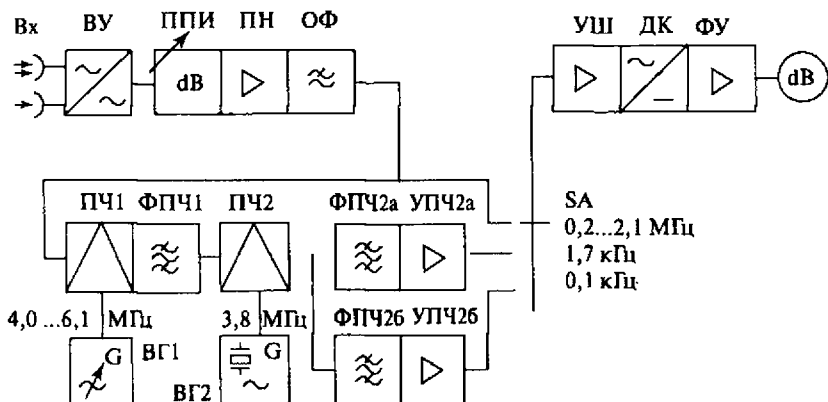 Вх ВУ ППИ ПН ОФ
УШ ДК ФУ
dB
dB
ПЧ1 ФПЧ1 ПЧ2 ФПЧ2а УПЧ2а
SA
0,2...2,1 МГц
1,7 кГц
0,1 кГц
4,0 ...6,1 МГц
3,8 МГц
ФПЧ2б УПЧ2б
G ВГ1
ВГ2 G